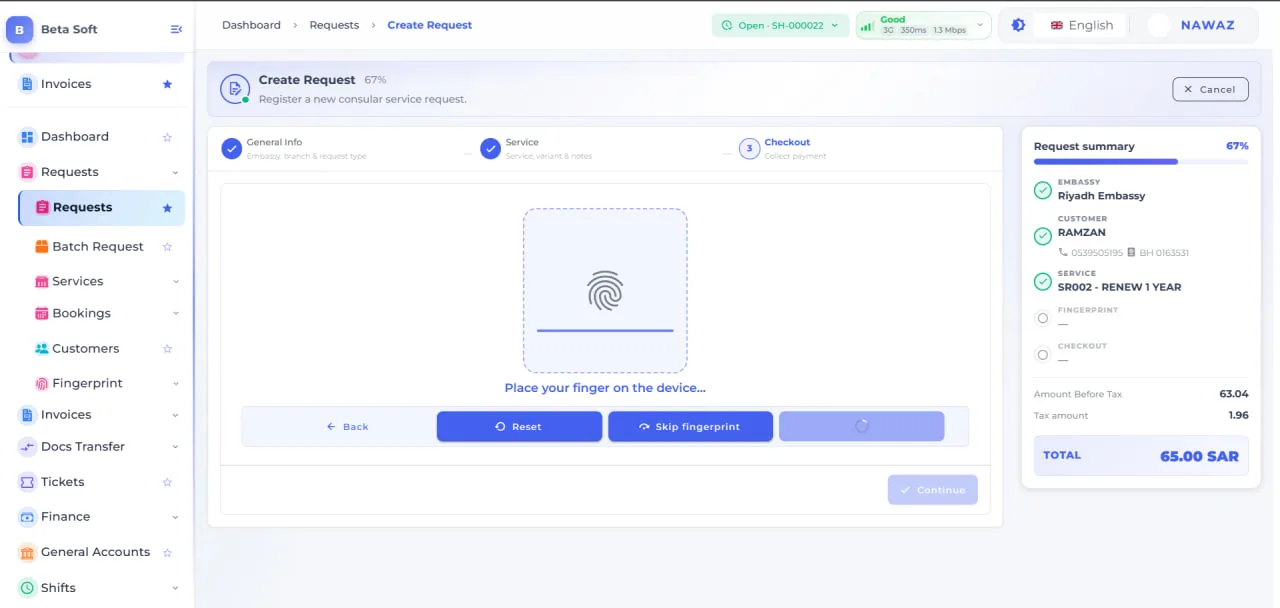 B
Beta Soft
Invoices
Dashboard
Requests
Requests
Batch Request
Services
Bookings
Customers
Fingerprint
Invoices
Docs Transfer
Tickets
Finance
General Accounts
Shifts
Dashboard › Requests › Create Request
Open · SH-000022
Good
3G 350ms 1.3 Mbps
English
NAWAZ
Create Request 67%
Register a new consular service request.
Cancel
General Info
Embassy, branch & request type
Service
Service, variant & notes
3
Checkout
Collect payment
Place your finger on the device...
Back
Reset
Skip fingerprint
Continue
Request summary 67%
EMBASSY
Riyadh Embassy
CUSTOMER
RAMZAN
0539505195 BH 0163531
SERVICE
SR002 - RENEW 1 YEAR
FINGERPRINT
—
CHECKOUT
—
Amount Before Tax 63.04
Tax amount 1.96
TOTAL 65.00 SAR